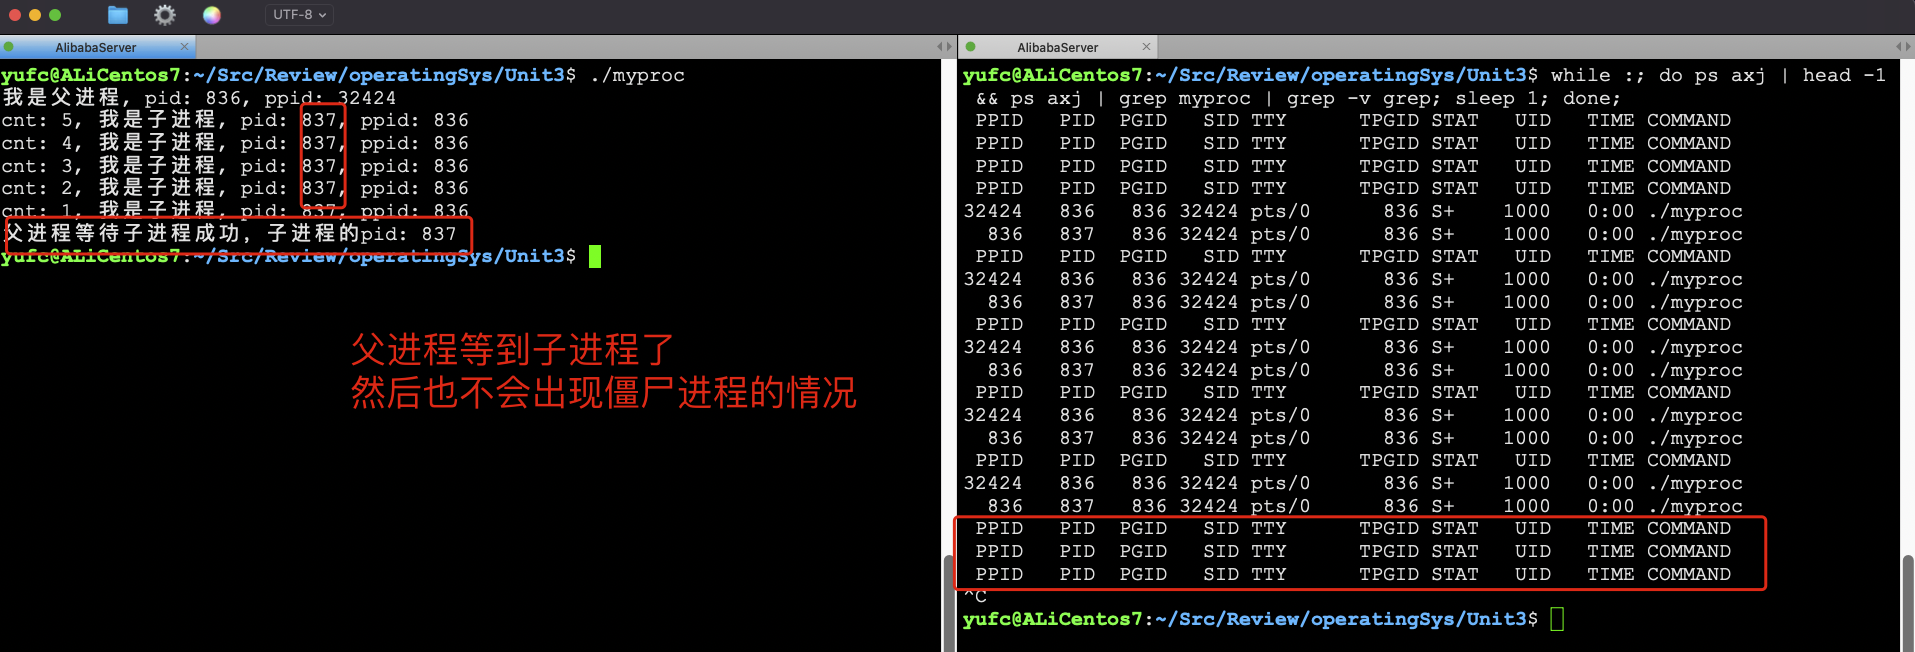 UTF-8
AlibabaServer
yufc@ALiCentos7:~/Src/Review/operatingSys/Unit3$ ./myproc
我是父进程, pid: 836, ppid: 32424
cnt: 5, 我是子进程, pid: 837, ppid: 836
cnt: 4, 我是子进程, pid: 837, ppid: 836
cnt: 3, 我是子进程, pid: 837, ppid: 836
cnt: 2, 我是子进程, pid: 837, ppid: 836
cnt: 1, 我是子进程, pid: 837, ppid: 836
父进程等待子进程成功, 子进程的pid: 837
yufc@ALiCentos7:~/Src/Review/operatingSys/Unit3$
父进程等到子进程了
然后也不会出现僵尸进程的情况
AlibabaServer
yufc@ALiCentos7:~/Src/Review/operatingSys/Unit3$ while :; do ps axj | head -1
&& ps axj | grep myproc | grep -v grep; sleep 1; done;
PPID PID PGID SID TTY TPGID STAT UID TIME COMMAND
PPID PID PGID SID TTY TPGID STAT UID TIME COMMAND
PPID PID PGID SID TTY TPGID STAT UID TIME COMMAND
PPID PID PGID SID TTY TPGID STAT UID TIME COMMAND
32424 836 836 32424 pts/0 836 S+ 1000 0:00 ./myproc
836 837 836 32424 pts/0 836 S+ 1000 0:00 ./myproc
PPID PID PGID SID TTY TPGID STAT UID TIME COMMAND
32424 836 836 32424 pts/0 836 S+ 1000 0:00 ./myproc
836 837 836 32424 pts/0 836 S+ 1000 0:00 ./myproc
PPID PID PGID SID TTY TPGID STAT UID TIME COMMAND
32424 836 836 32424 pts/0 836 S+ 1000 0:00 ./myproc
836 837 836 32424 pts/0 836 S+ 1000 0:00 ./myproc
PPID PID PGID SID TTY TPGID STAT UID TIME COMMAND
32424 836 836 32424 pts/0 836 S+ 1000 0:00 ./myproc
836 837 836 32424 pts/0 836 S+ 1000 0:00 ./myproc
PPID PID PGID SID TTY TPGID STAT UID TIME COMMAND
32424 836 836 32424 pts/0 836 S+ 1000 0:00 ./myproc
836 837 836 32424 pts/0 836 S+ 1000 0:00 ./myproc
PPID PID PGID SID TTY TPGID STAT UID TIME COMMAND
PPID PID PGID SID TTY TPGID STAT UID TIME COMMAND
PPID PID PGID SID TTY TPGID STAT UID TIME COMMAND
^C
yufc@ALiCentos7:~/Src/Review/operatingSys/Unit3$